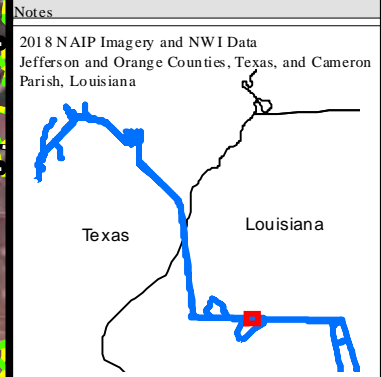 Notes
2018 NAIP Imagery and NWI Data
Jefferson and Orange Counties, Texas, and Cameron
Parish, Louisiana
Texas
Louisiana